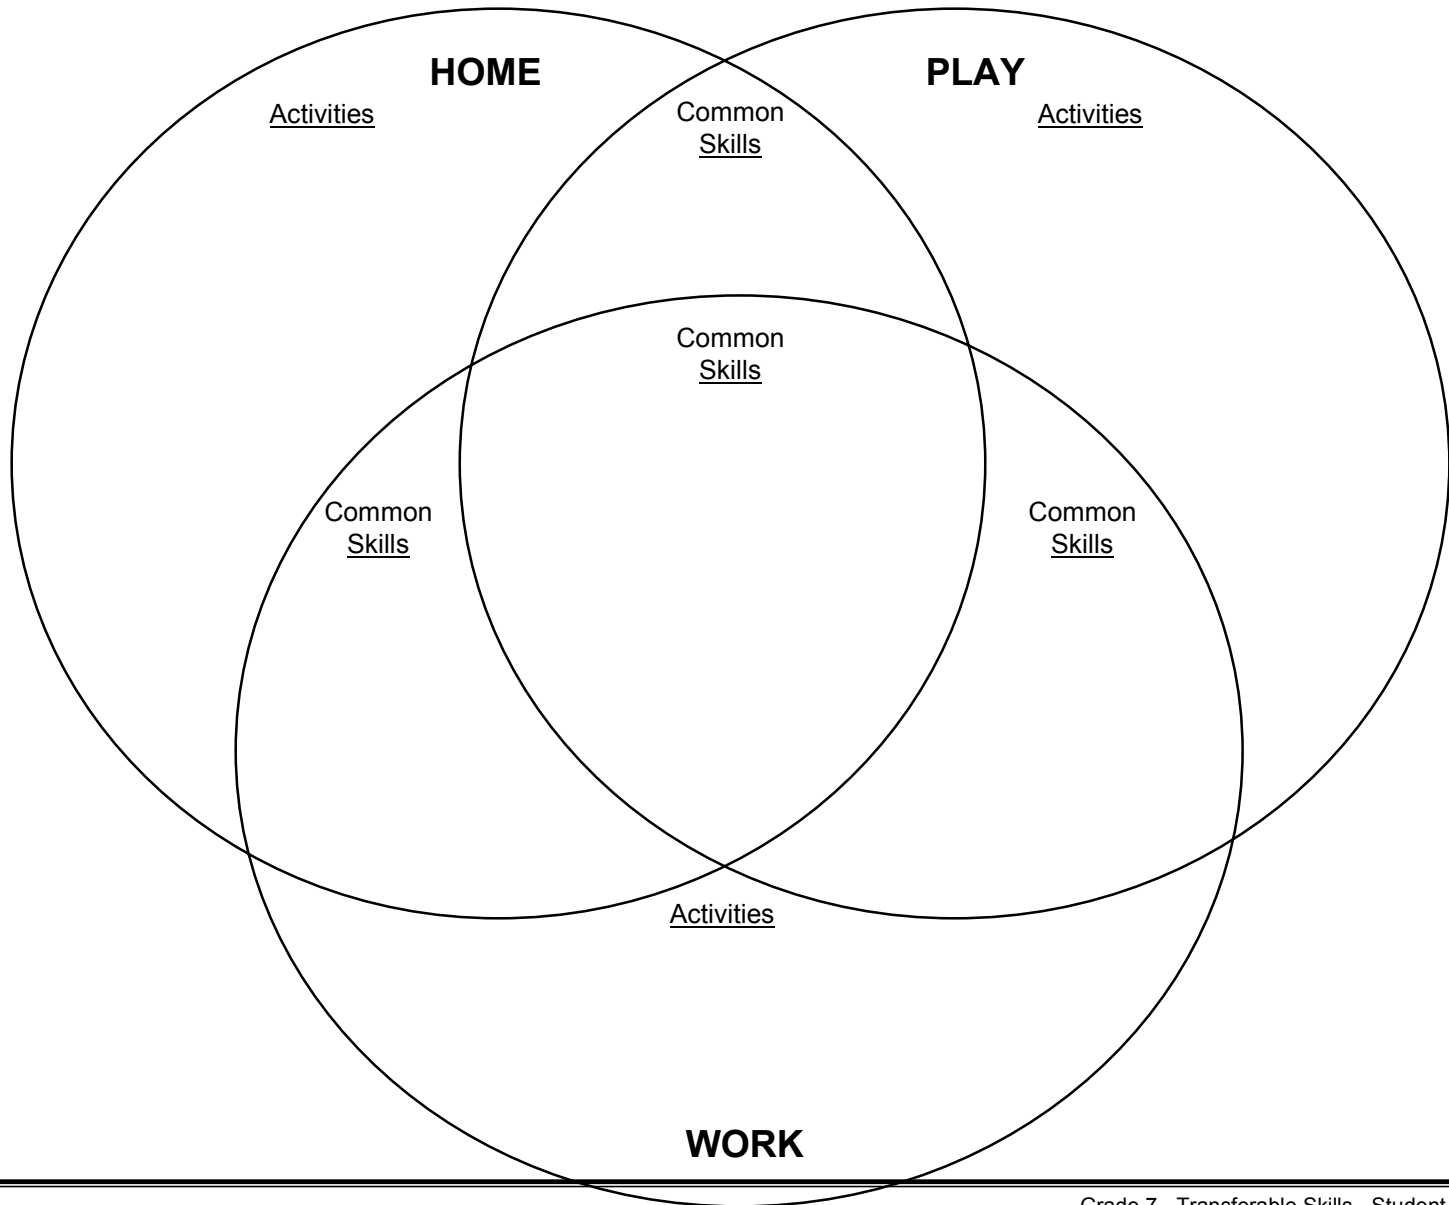 HOME
PLAY
Activities
Common
Skills
Activities
Common
Skills
Common
Skills
Common
Skills
Activities
WORK
Grade 7 - Transferable Skills - Student